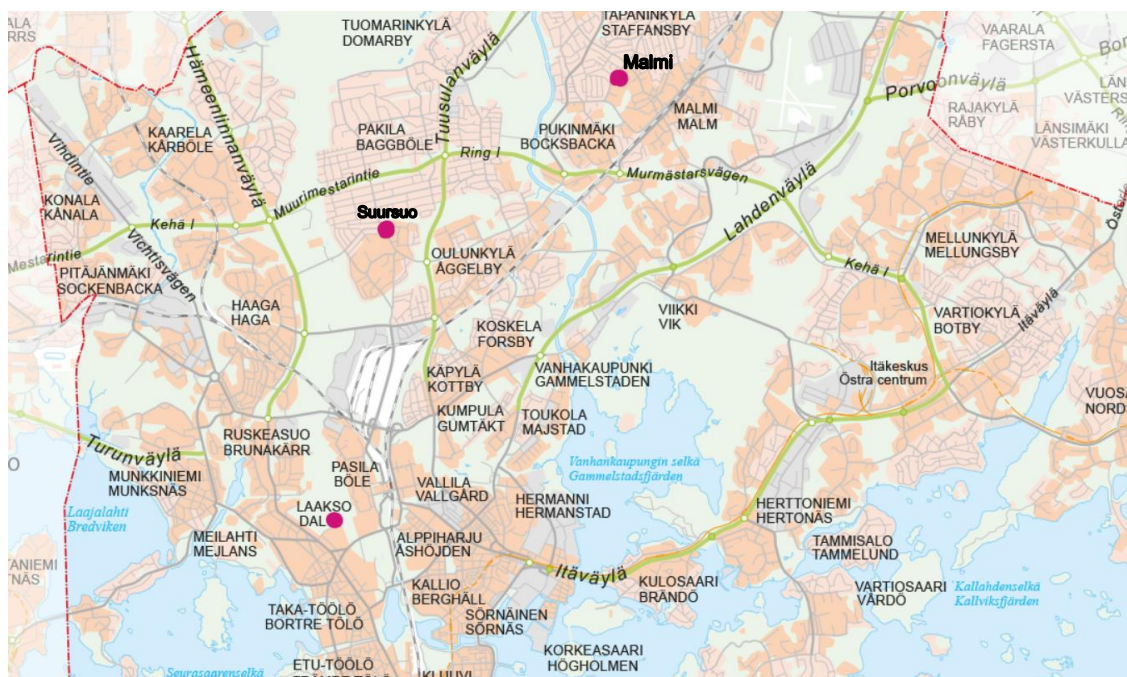 TUOMARINKYLÄ
DOMARBY
TAPANINKYLÄ
STAFFANSBY
VAARALA
FAGERSTA
Malmi
Hämeenlinnanväylä
Tuusulanväylä
Porvoonväylä
Vihdintie
KAARELA
KÅRBÖLE
PAKILA
BAGGBÖLE
PUKINMÄKI
BOCKSBACKA
MALMI
MALM
RAJAKYLÄ
RÅBY
LÄNSIMÄKI
VÄSTERKULLA
Ring I
Murmästarsvägen
Muurimestarintie
KONALA
KÅNALA
Kehä I
Suursuo
Lahdenväylä
MELLUNKYLÄ
MELLUNGSBY
Mestarintie
Vichtisvägen
PITÄJÄNMÄKI
SOCKENBACKA
OULUNKYLÄ
ÅGGELBY
Kehä I
HAAGA
HAGA
VIIKKI
VIK
VARTIOKYLÄ
BOTBY
Itäväylä
KOSKELA
FORSBY
KÄPYLÄ
KOTTBY
VANHAKAUPUNKI
GAMMELSTADEN
Itäkeskus
Östra centrum
KUMPULA
GUMTÄKT
TOUKOLA
MAJSTAD
RUSKEASUO
BRUNAKÄRR
Turunväylä
MUNKKINIEMI
MUNKSNÄS
PASILA
BÖLE
VALLILA
VALLGÅRD
Vanhankaupungin selkä
Gammelstadsfjärden
HERMANNI
HERMANSTAD
HERTTONIEMI
HERTONÄS
LAAKSO
DAL
Laajalahti
Bredviken
MEILAHTI
MEJLANS
ALPPIHARJU
ÅSHÖJDEN
TAMMISALO
TAMMELUND
Itäväylä
KALLIO
BERGHÄLL
KULOSAARI
BRÄNDÖ
VARTIOSAARI
VÅRDÖ
Kallahdenselkä
Kallviksfjärden
TAKA-TÖÖLÖ
BORTRE TÖLÖ
SÖRNÄINEN
SÖRNÄS
KORKEASAARI
HÖGHOLMEN
Seurasaarenselkä
ETU-TÖÖLÖ